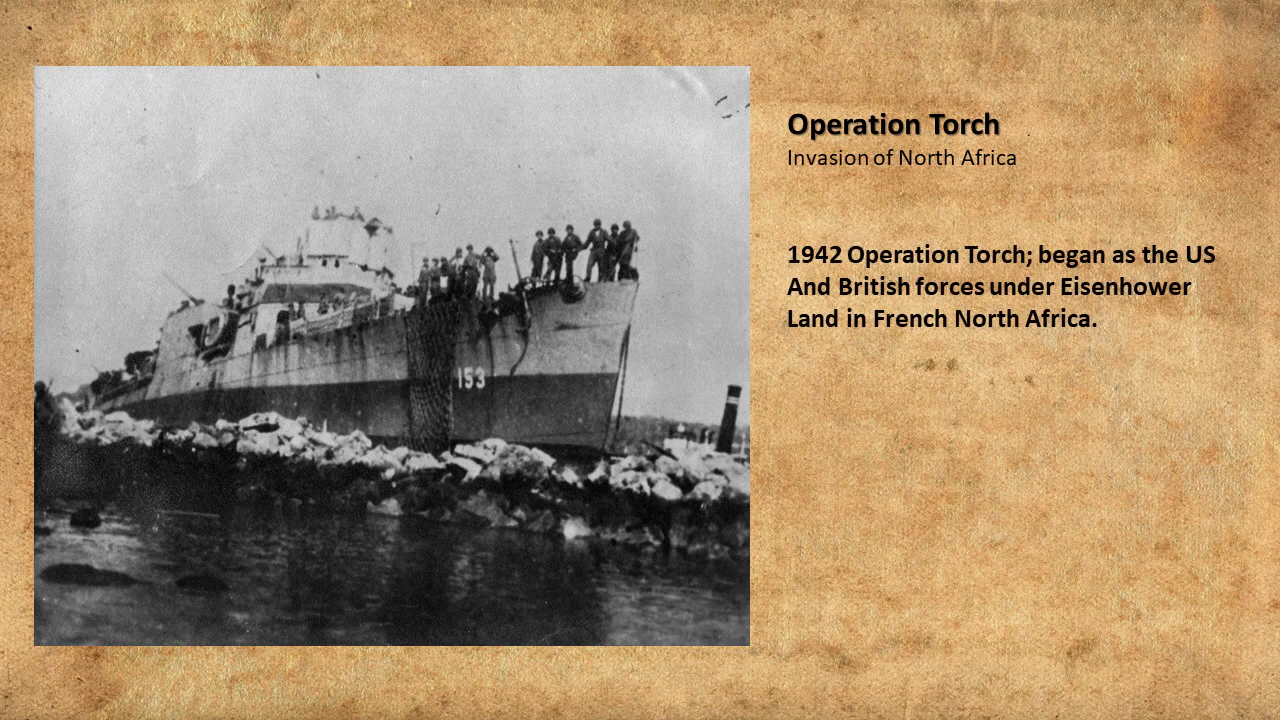 Operation Torch
Invasion of North Africa
1942 Operation Torch; began as the US
And British forces under Eisenhower
Land in French North Africa.
153